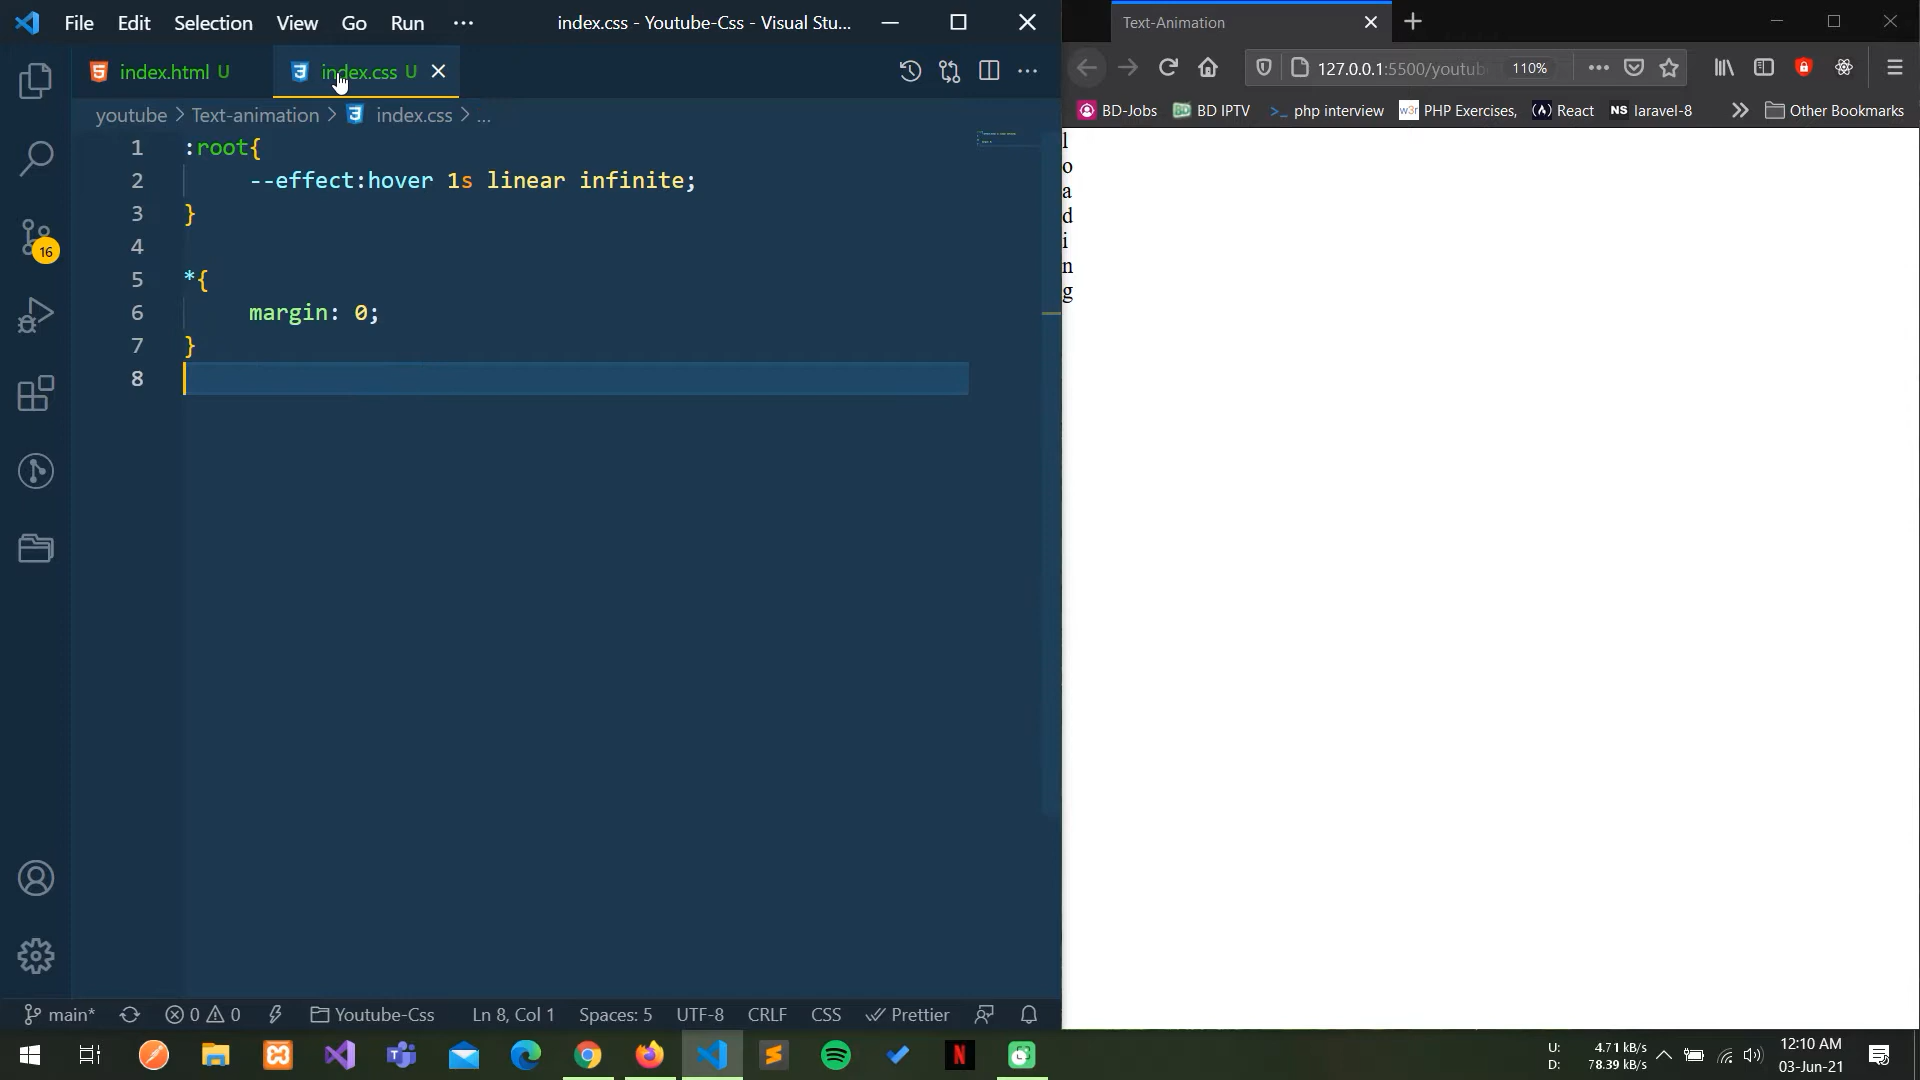 File Edit Selection View Go Run ··· index.css - Youtube-Css - Visual Stu...
index.html U index.css U
youtube > Text-animation > index.css > ...
1 :root{
2 --effect:hover 1s linear infinite;
3 }
4
5 *{
6 margin: 0;
7 }
8
16
main* 0 0 Youtube-Css Ln 8, Col 1 Spaces: 5 UTF-8 CRLF CSS Prettier
Text-Animation
127.0.0.1:5500/youtub 110%
BD-Jobs BD IPTV php interview PHP Exercises, React NS laravel-8 Other Bookmarks
l
o
a
d
i
n
g
U: 4.71 kB/s
D: 78.39 kB/s
12:10 AM
03-Jun-21